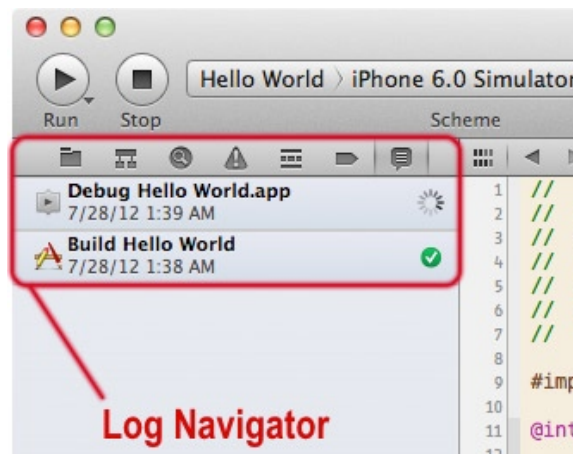 Hello World › iPhone 6.0 Simulator
Run Stop Scheme
Debug Hello World.app
7/28/12 1:39 AM
Build Hello World
7/28/12 1:38 AM
Log Navigator
1 //
2 //
3 //
4 //
5 //
6 //
7 //
8
9 #imp
10
11 @int